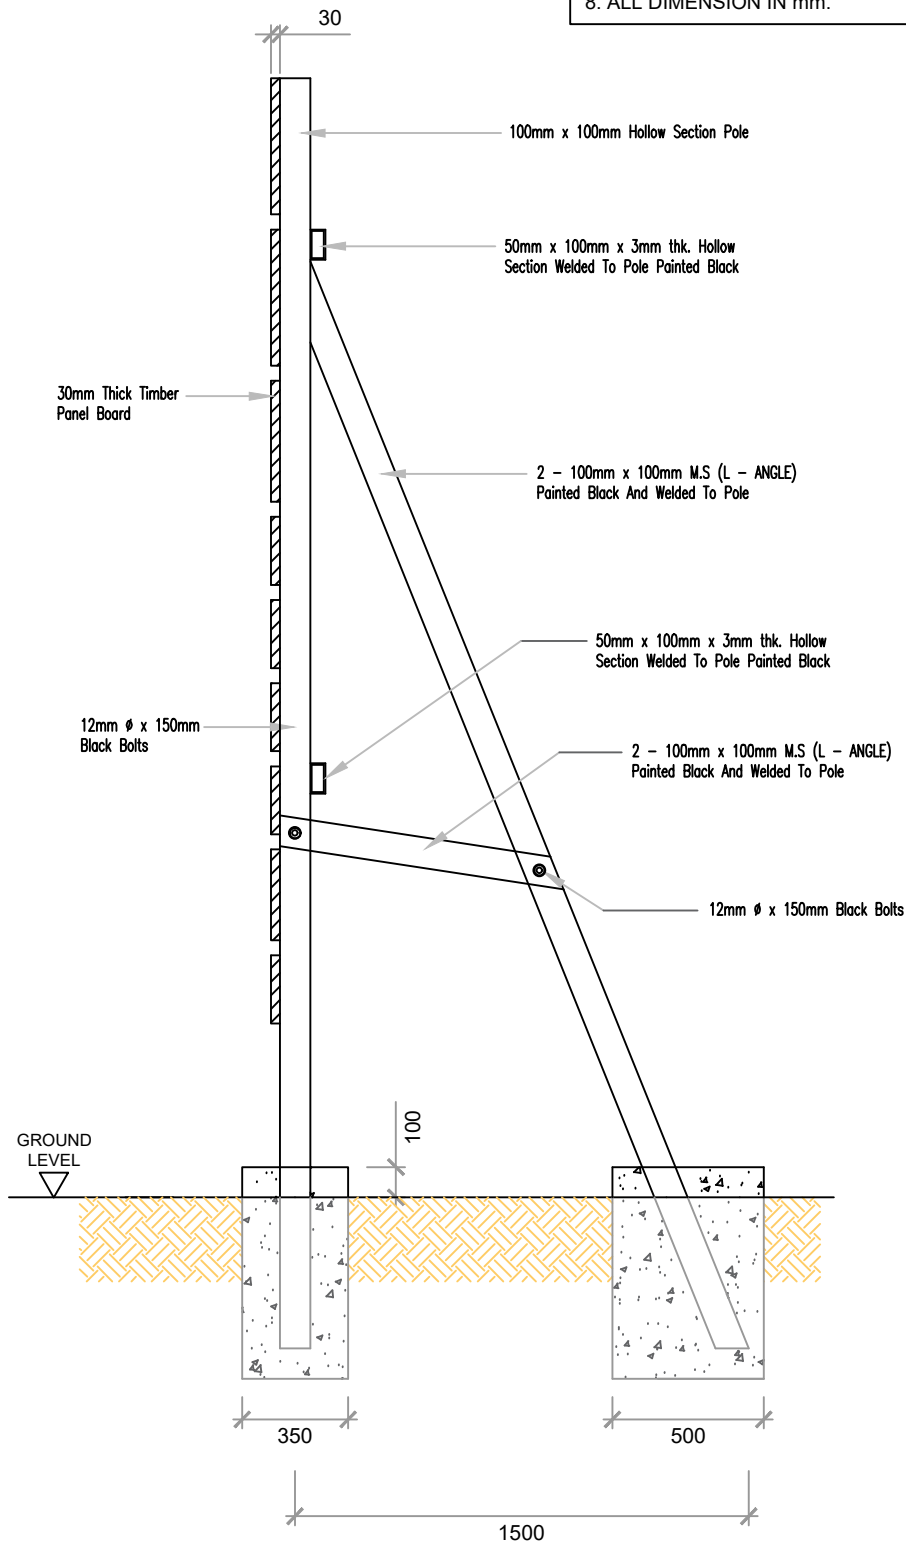 8. ALL DIMENSION IN mm.
30
100mm x 100mm Hollow Section Pole
50mm x 100mm x 3mm thk. Hollow
Section Welded To Pole Painted Black
30mm Thick Timber
Panel Board
2 - 100mm x 100mm M.S (L - ANGLE)
Painted Black And Welded To Pole
50mm x 100mm x 3mm thk. Hollow
Section Welded To Pole Painted Black
12mm ø x 150mm
Black Bolts
2 - 100mm x 100mm M.S (L - ANGLE)
Painted Black And Welded To Pole
12mm ø x 150mm Black Bolts
100
GROUND
LEVEL
350
500
1500